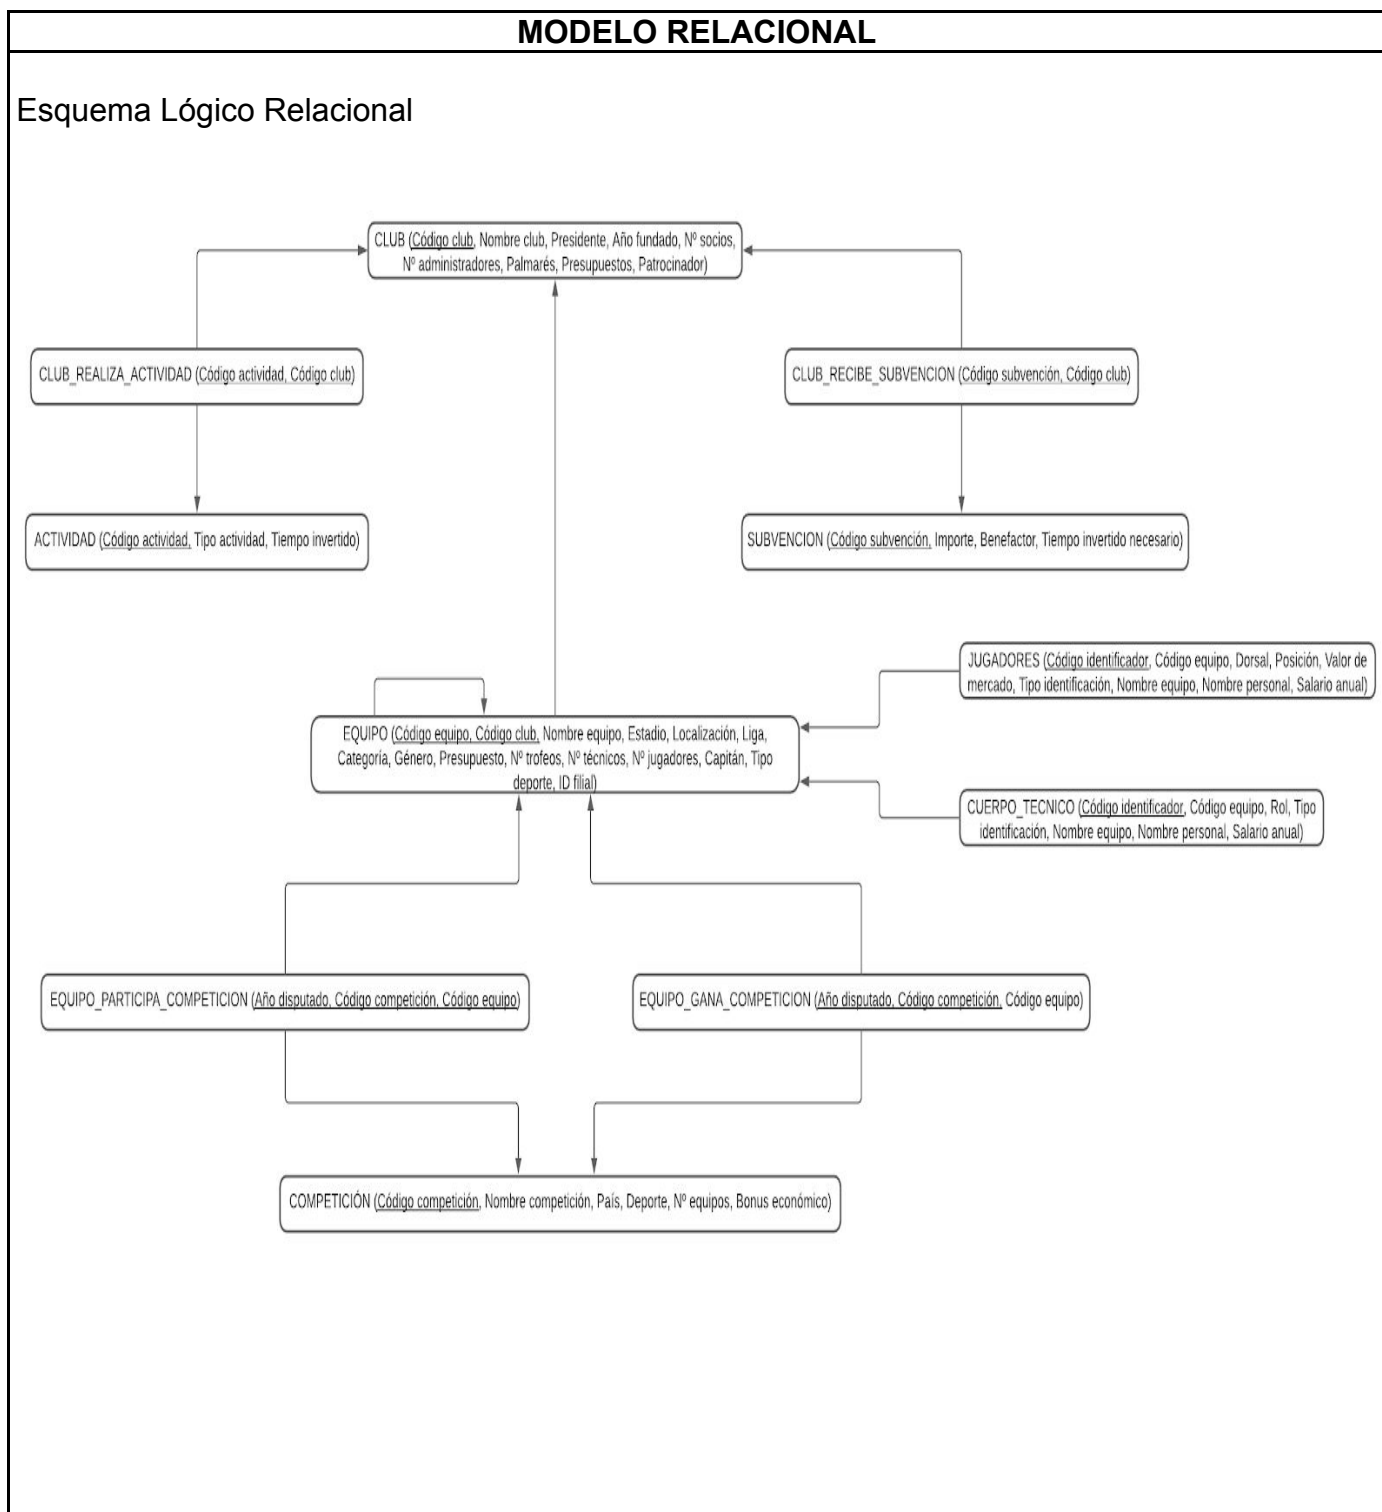 MODELO RELACIONAL
Esquema Lógico Relacional
CLUB (Código club, Nombre club, Presidente, Año fundado, Nº socios,
Nº administradores, Palmarés, Presupuestos, Patrocinador)
CLUB_REALIZA_ACTIVIDAD (Código actividad, Código club)
CLUB_RECIBE_SUBVENCION (Código subvención, Código club)
ACTIVIDAD (Código actividad, Tipo actividad, Tiempo invertido)
SUBVENCION (Código subvención, Importe, Benefactor, Tiempo invertido necesario)
JUGADORES (Código identificador, Código equipo, Dorsal, Posición, Valor de
mercado, Tipo identificación, Nombre equipo, Nombre personal, Salario anual)
EQUIPO (Código equipo, Código club, Nombre equipo, Estadio, Localización, Liga,
Categoría, Género, Presupuesto, Nº trofeos, Nº técnicos, Nº jugadores, Capitán, Tipo
deporte, ID filial)
CUERPO_TECNICO (Código identificador, Código equipo, Rol, Tipo
identificación, Nombre equipo, Nombre personal, Salario anual)
EQUIPO_PARTICIPA_COMPETICION (Año disputado, Código competición, Código equipo)
EQUIPO_GANA_COMPETICION (Año disputado, Código competición, Código equipo)
COMPETICIÓN (Código competición, Nombre competición, País, Deporte, Nº equipos, Bonus económico)